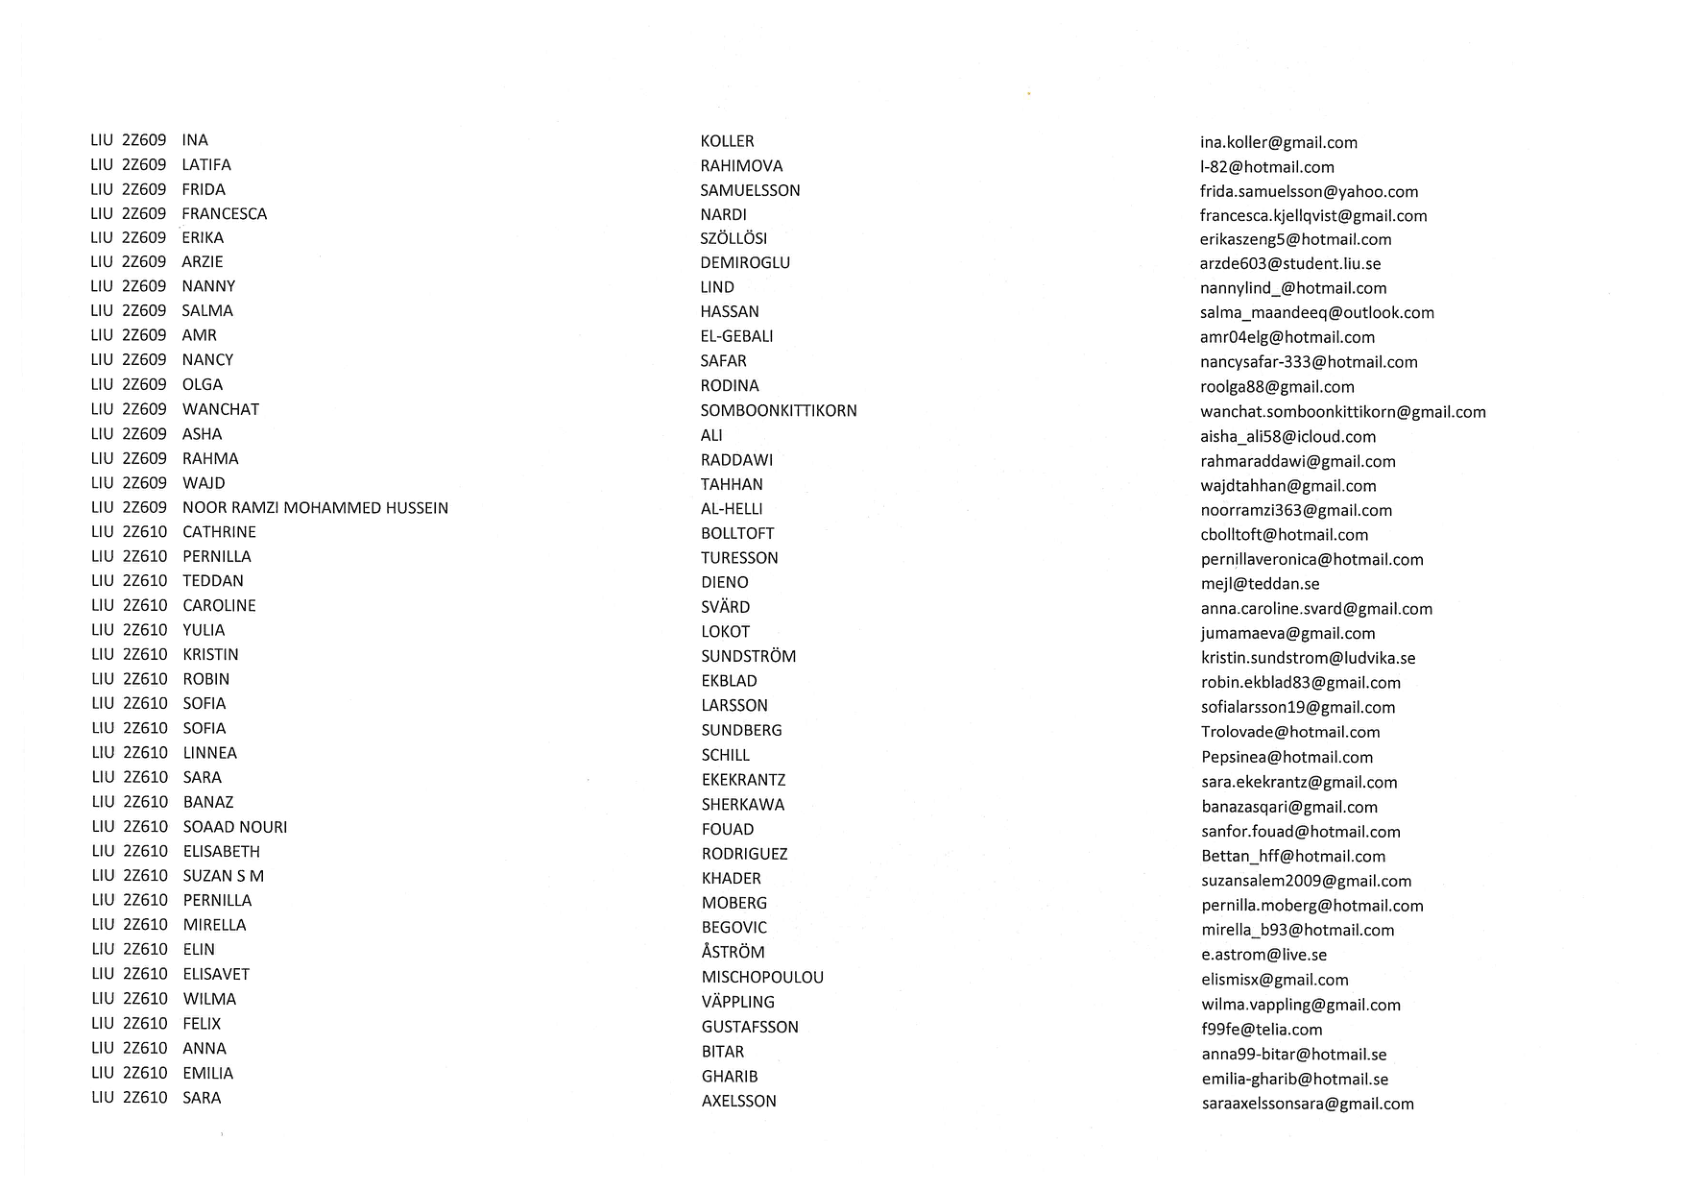 LIU 2Z609 INA KOLLER ina.koller@gmail.com
LIU 2Z609 LATIFA RAHIMOVA l-82@hotmail.com
LIU 2Z609 FRIDA SAMUELSSON frida.samuelsson@yahoo.com
LIU 2Z609 FRANCESCA NARDI francesca.kjellqvist@gmail.com
LIU 2Z609 ERIKA SZÖLLÖSI erikaszeng5@hotmail.com
LIU 2Z609 ARZIE DEMIROGLU arzde603@student.liu.se
LIU 2Z609 NANNY LIND nannylind_@hotmail.com
LIU 2Z609 SALMA HASSAN salma_maandeeq@outlook.com
LIU 2Z609 AMR EL-GEBALI amr04elg@hotmail.com
LIU 2Z609 NANCY SAFAR nancysafar-333@hotmail.com
LIU 2Z609 OLGA RODINA roolga88@gmail.com
LIU 2Z609 WANCHAT SOMBOONKITTIKORN wanchat.somboonkittikorn@gmail.com
LIU 2Z609 ASHA ALI aisha_ali58@icloud.com
LIU 2Z609 RAHMA RADDAWI rahmaraddawi@gmail.com
LIU 2Z609 WAJD TAHHAN wajdtahhan@gmail.com
LIU 2Z609 NOOR RAMZI MOHAMMED HUSSEIN AL-HELLI noorramzi363@gmail.com
LIU 2Z610 CATHRINE BOLLTOFT cbolltoft@hotmail.com
LIU 2Z610 PERNILLA TURESSON pernillaveronica@hotmail.com
LIU 2Z610 TEDDAN DIENO mejl@teddan.se
LIU 2Z610 CAROLINE SVÄRD anna.caroline.svard@gmail.com
LIU 2Z610 YULIA LOKOT jumamaeva@gmail.com
LIU 2Z610 KRISTIN SUNDSTRÖM kristin.sundstrom@ludvika.se
LIU 2Z610 ROBIN EKBLAD robin.ekblad83@gmail.com
LIU 2Z610 SOFIA LARSSON sofialarsson19@gmail.com
LIU 2Z610 SOFIA SUNDBERG Trolovade@hotmail.com
LIU 2Z610 LINNEA SCHILL Pepsinea@hotmail.com
LIU 2Z610 SARA EKEKRANTZ sara.ekekrantz@gmail.com
LIU 2Z610 BANAZ SHERKAWA banazasqari@gmail.com
LIU 2Z610 SOAAD NOURI FOUAD sanfor.fouad@hotmail.com
LIU 2Z610 ELISABETH RODRIGUEZ Bettan_hff@hotmail.com
LIU 2Z610 SUZAN S M KHADER suzansalem2009@gmail.com
LIU 2Z610 PERNILLA MOBERG pernilla.moberg@hotmail.com
LIU 2Z610 MIRELLA BEGOVIC mirella_b93@hotmail.com
LIU 2Z610 ELIN ÅSTRÖM e.astrom@live.se
LIU 2Z610 ELISAVET MISCHOPOULOU elismisx@gmail.com
LIU 2Z610 WILMA VÄPPLING wilma.vappling@gmail.com
LIU 2Z610 FELIX GUSTAFSSON f99fe@telia.com
LIU 2Z610 ANNA BITAR anna99-bitar@hotmail.se
LIU 2Z610 EMILIA GHARIB emilia-gharib@hotmail.se
LIU 2Z610 SARA AXELSSON saraaxelssonsara@gmail.com